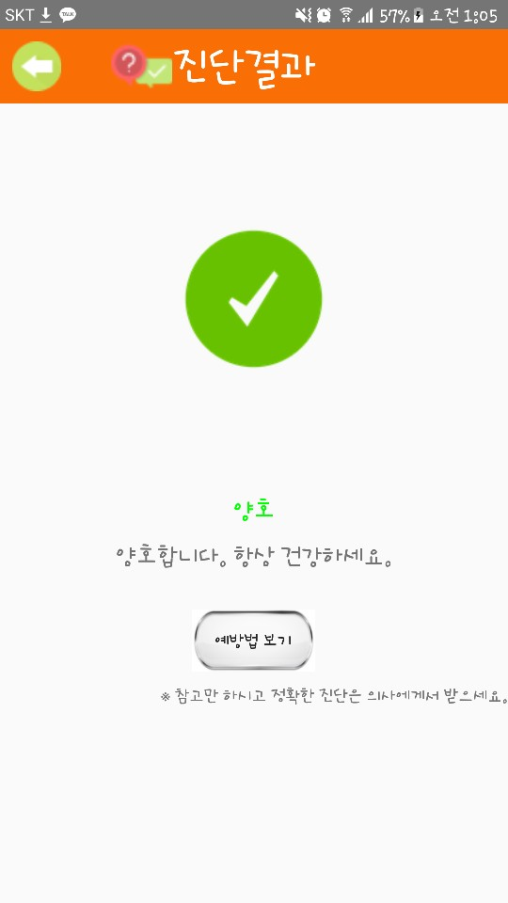 SKT TALK 57% 오전 1:05
? 진단결과
양호
양호합니다. 항상 건강하세요.
예방법 보기
※ 참고만 하시고 정확한 진단은 의사에게서 받으세요.